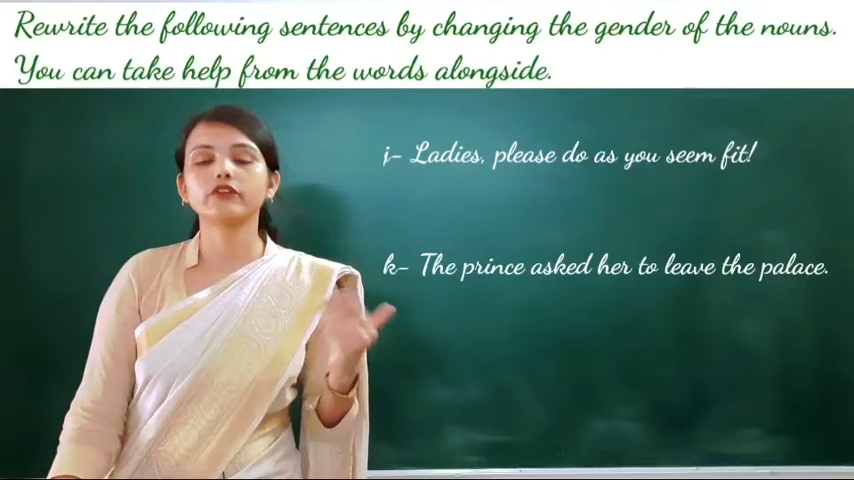 Rewrite the following sentences by changing the gender of the nouns.
You can take help from the words alongside.
j- Ladies, please do as you seem fit!
k- The prince asked her to leave the palace.